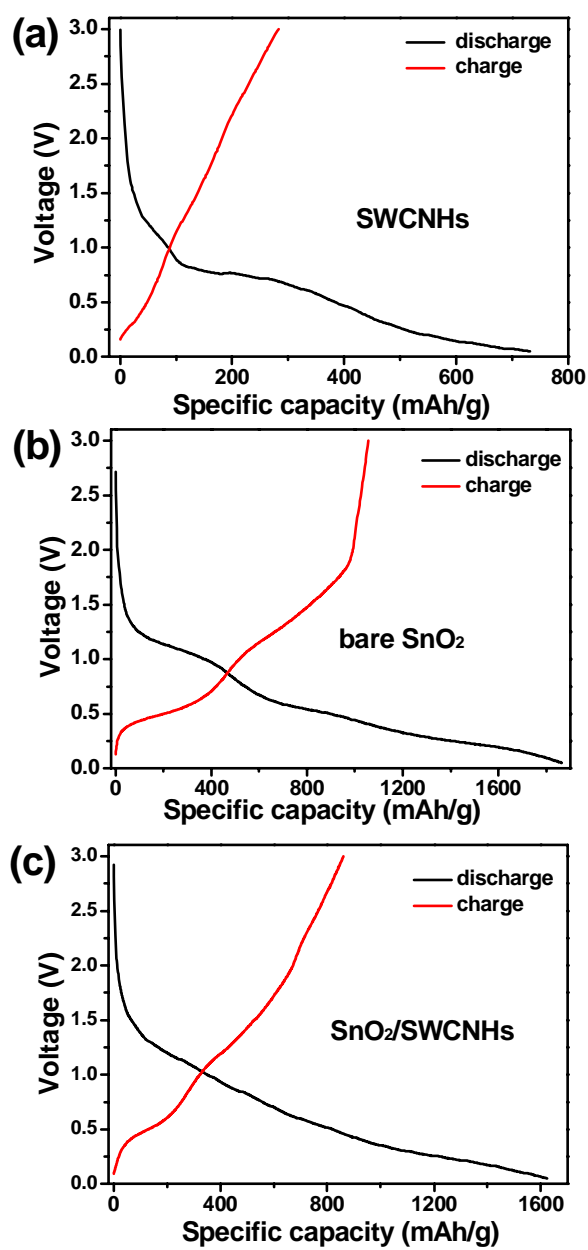 (a)
3.0
2.5
2.0
1.5
1.0
0.5
0.0
Voltage (V)
discharge
charge
SWCNHs
0 200 400 600 800
Specific capacity (mAh/g)
(b)
3.0
2.5
2.0
1.5
1.0
0.5
0.0
Voltage (V)
discharge
charge
bare SnO₂
0 400 800 1200 1600
Specific capacity (mAh/g)
(c)
3.0
2.5
2.0
1.5
1.0
0.5
0.0
Voltage (V)
discharge
charge
SnO₂/SWCNHs
0 400 800 1200 1600
Specific capacity (mAh/g)